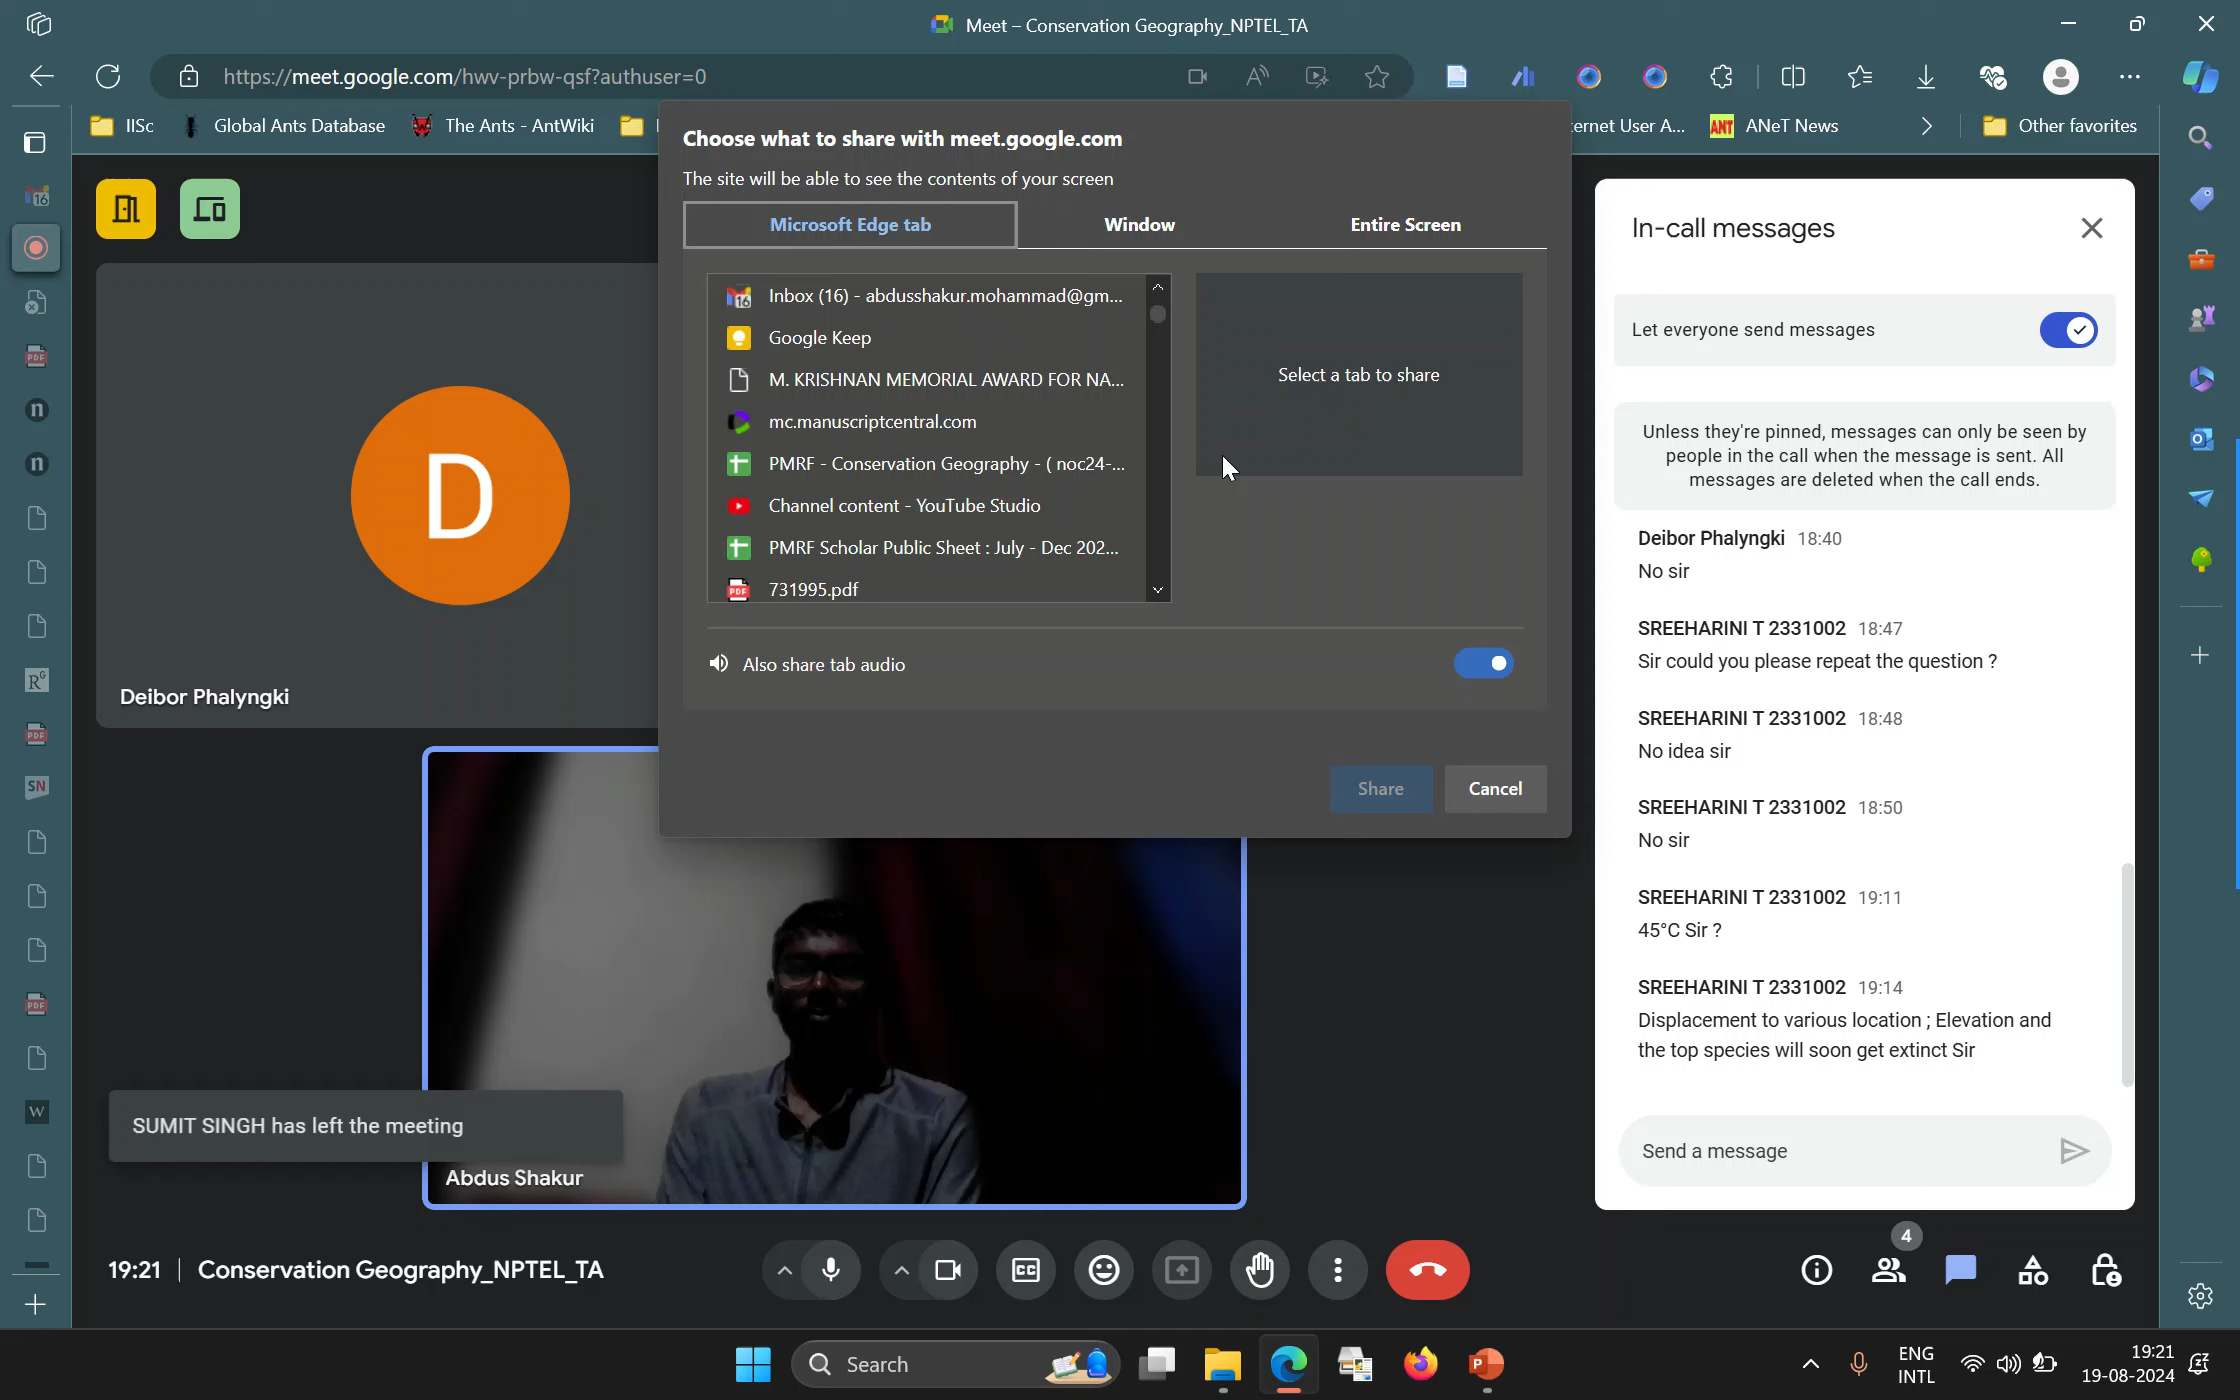 Meet – Conservation Geography_NPTEL_TA
https://meet.google.com/hwv-prbw-qsf?authuser=0
IISc
Global Ants Database
The Ants - AntWiki
ernet User A...
ANeT News
Other favorites
Choose what to share with meet.google.com
The site will be able to see the contents of your screen
Microsoft Edge tab
Window
Entire Screen
Inbox (16) - abdusshakur.mohammad@gm...
Google Keep
M. KRISHNAN MEMORIAL AWARD FOR NA...
mc.manuscriptcentral.com
PMRF - Conservation Geography - ( noc24-...
Channel content - YouTube Studio
PMRF Scholar Public Sheet : July - Dec 202...
731995.pdf
Select a tab to share
Also share tab audio
Share
Cancel
D
Deibor Phalyngki
SUMIT SINGH has left the meeting
Abdus Shakur
In-call messages
Let everyone send messages
Unless they're pinned, messages can only be seen by
people in the call when the message is sent. All
messages are deleted when the call ends.
Deibor Phalyngki 18:40
No sir
SREEHARINI T 2331002 18:47
Sir could you please repeat the question ?
SREEHARINI T 2331002 18:48
No idea sir
SREEHARINI T 2331002 18:50
No sir
SREEHARINI T 2331002 19:11
45°C Sir ?
SREEHARINI T 2331002 19:14
Displacement to various location ; Elevation and
the top species will soon get extinct Sir
Send a message
19:21 | Conservation Geography_NPTEL_TA
CC
4
Search
ENG
INTL
19:21
19-08-2024